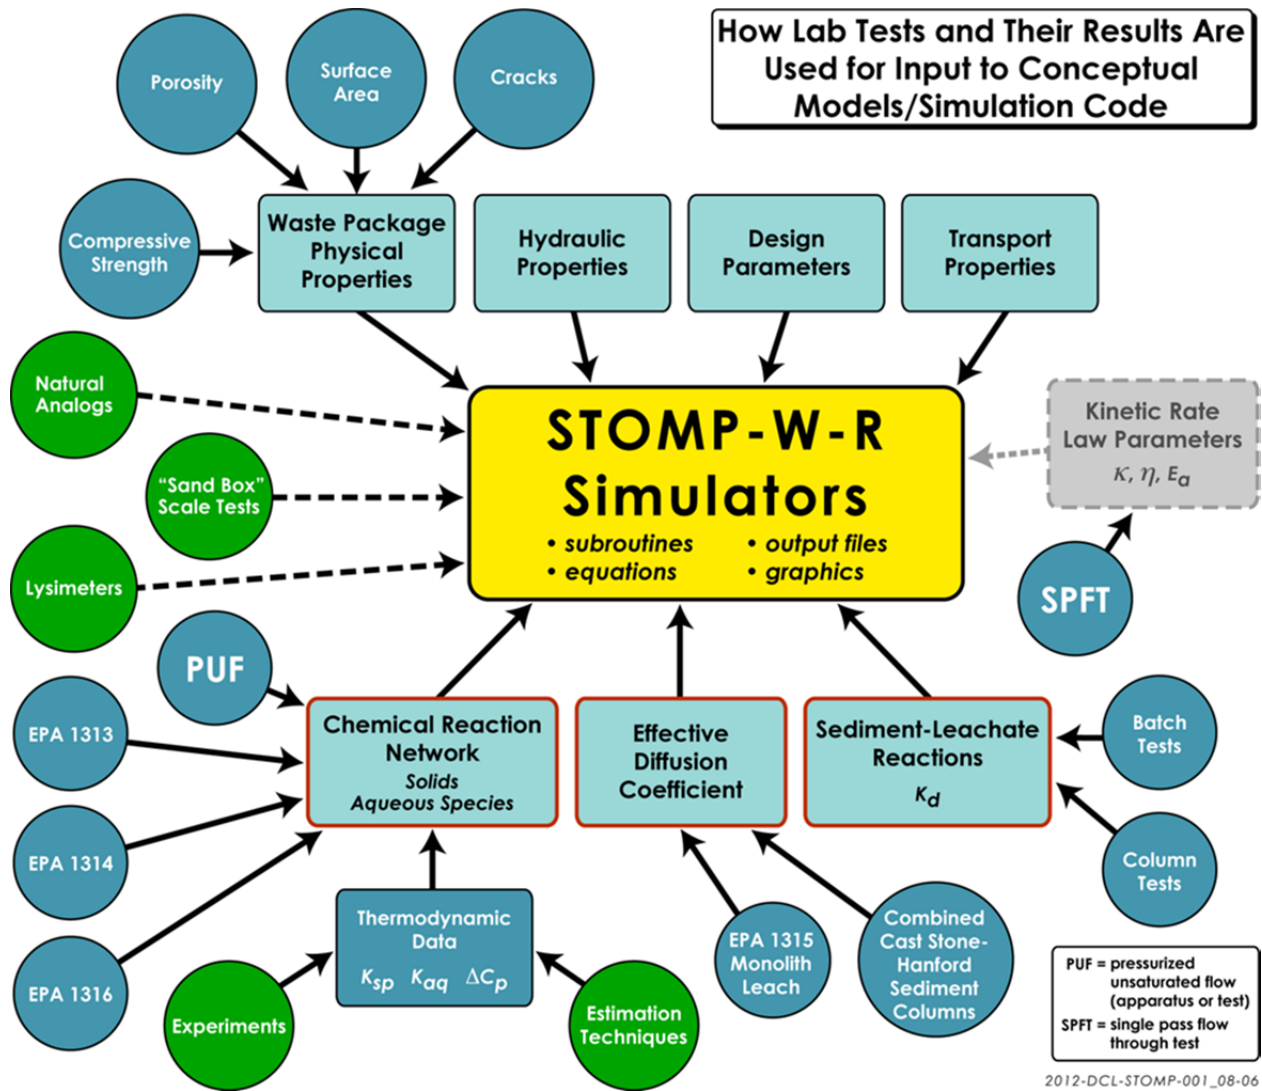 How Lab Tests and Their Results Are
Used for Input to Conceptual
Models/Simulation Code
Porosity
Surface
Area
Cracks
Compressive
Strength
Waste Package
Physical
Properties
Hydraulic
Properties
Design
Parameters
Transport
Properties
Natural
Analogs
"Sand Box"
Scale Tests
Lysimeters
STOMP-W-R
Simulators
• subroutines
• equations
• output files
• graphics
Kinetic Rate
Law Parameters
κ, η, Eₐ
SPFT
PUF
EPA 1313
EPA 1314
EPA 1316
Chemical Reaction
Network
Solids
Aqueous Species
Effective
Diffusion
Coefficient
Sediment-Leachate
Reactions
K_d
Batch
Tests
Column
Tests
Thermodynamic
Data
K_sp K_aq ΔC_p
Experiments
Estimation
Techniques
EPA 1315
Monolith
Leach
Combined
Cast Stone-
Hanford
Sediment
Columns
PUF = pressurized
unsaturated flow
(apparatus or test)
SPFT = single pass flow
through test
2012-DCL-STOMP-001_08-06